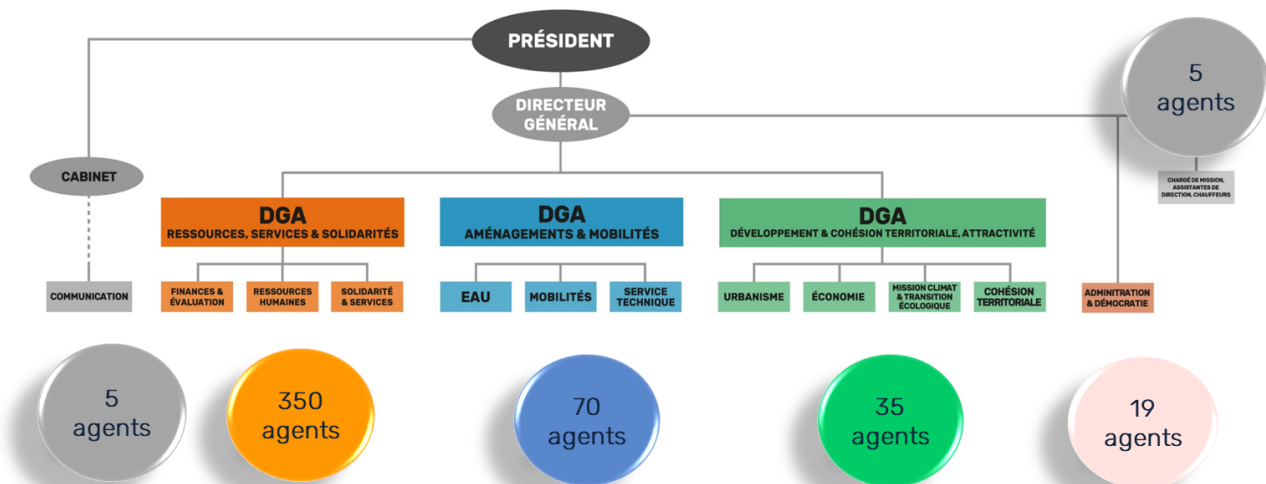 PRÉSIDENT
5
agents
DIRECTEUR
GÉNÉRAL
CABINET
CHARGÉ DE MISSION,
ASSISTANTES DE
DIRECTION, CHAUFFEURS
DGA
RESSOURCES, SERVICES & SOLIDARITÉS
DGA
AMÉNAGEMENTS & MOBILITÉS
DGA
DÉVELOPPEMENT & COHÉSION TERRITORIALE, ATTRACTIVITÉ
COMMUNICATION
FINANCES &
ÉVALUATION
RESSOURCES
HUMAINES
SOLIDARITÉ
& SERVICES
EAU
MOBILITÉS
SERVICE
TECHNIQUE
URBANISME
ÉCONOMIE
MISSION CLIMAT
& TRANSITION
ÉCOLOGIQUE
COHÉSION
TERRITORIALE
ADMINITRATION
& DÉMOCRATIE
5
agents
350
agents
70
agents
35
agents
19
agents